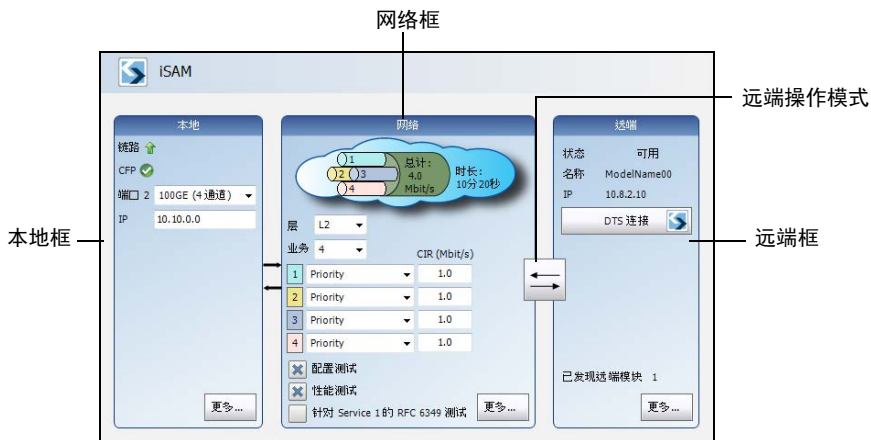 网络框
iSAM
远端操作模式
本地
链路
CFP
端口 2 100GE (4通道)
IP 10.10.0.0
本地框
网络
1
2 3
4
总计:
4.0
Mbit/s
时长:
10分20秒
层 L2
业务 4
CIR (Mbit/s)
1 Priority 1.0
2 Priority 1.0
3 Priority 1.0
4 Priority 1.0
配置测试
性能测试
针对 Service 1的 RFC 6349 测试
更多...
更多...
远端
状态 可用
名称 ModelName00
IP 10.8.2.10
DTS 连接
远端框
已发现远端模块 1
更多...